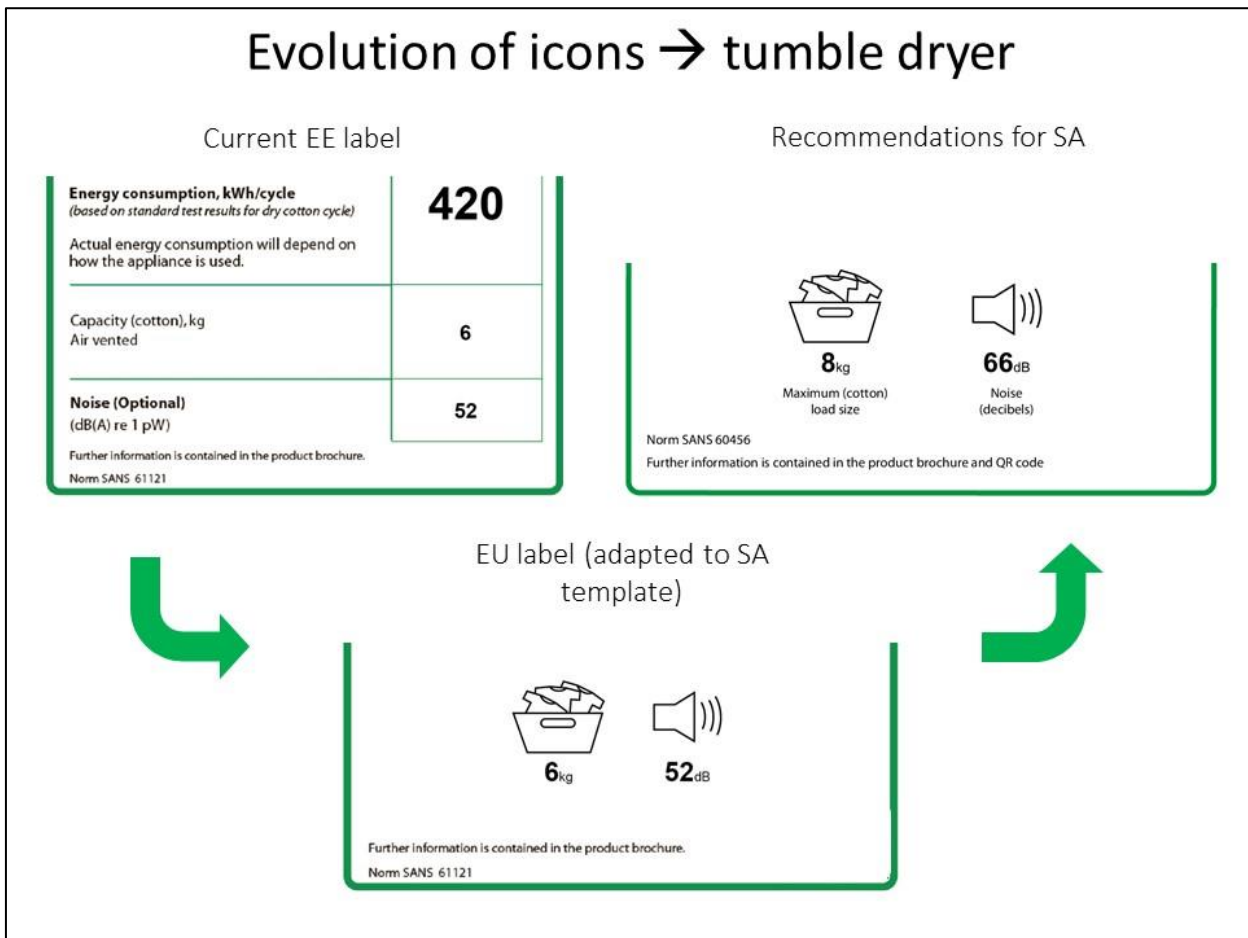 Evolution of icons → tumble dryer
Current EE label
Energy consumption, kWh/cycle
(based on standard test results for dry cotton cycle)
420
Actual energy consumption will depend on
how the appliance is used.
Capacity (cotton), kg
Air vented
6
Noise (Optional)
(dB(A) re 1 pW)
52
Further information is contained in the product brochure.
Norm SANS 61121
Recommendations for SA
8kg
Maximum (cotton)
load size
66dB
Noise
(decibels)
Norm SANS 60456
Further information is contained in the product brochure and QR code
EU label (adapted to SA
template)
6kg
52dB
Further information is contained in the product brochure.
Norm SANS 61121